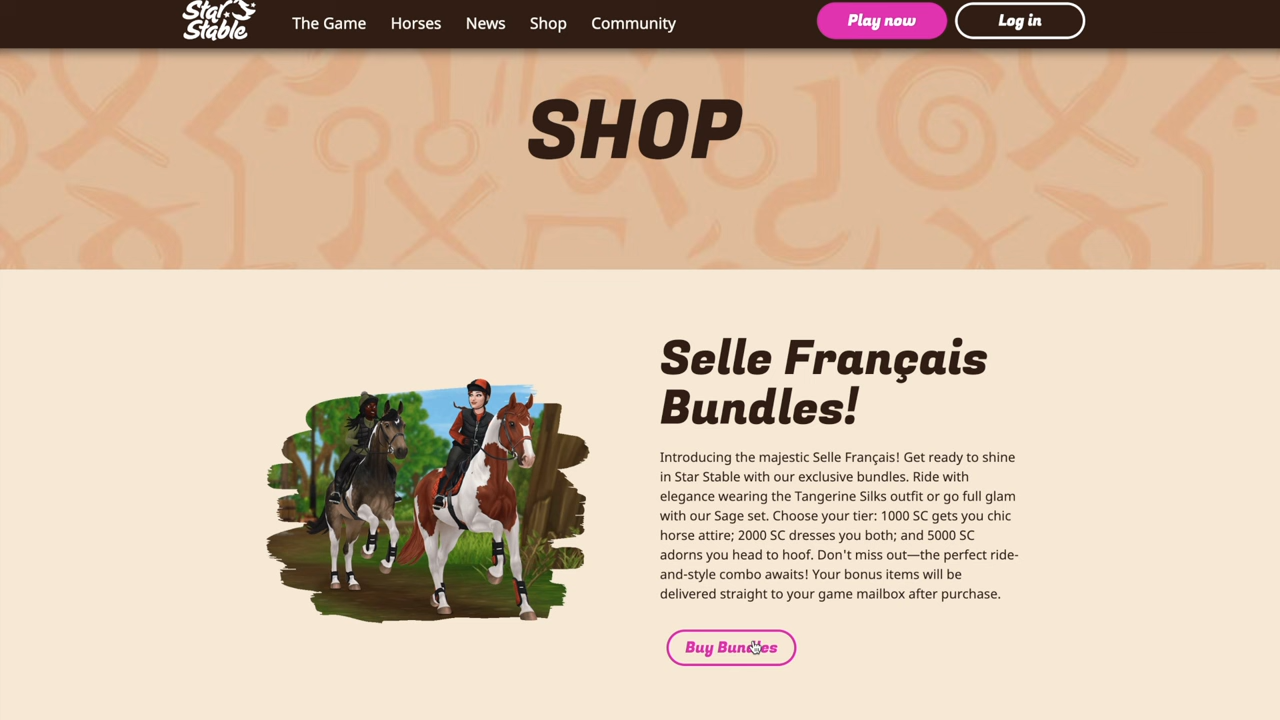 Star Stable
The Game
Horses
News
Shop
Community
Play now
Log in
SHOP
Selle Français
Bundles!
Introducing the majestic Selle Français! Get ready to shine
in Star Stable with our exclusive bundles. Ride with
elegance wearing the Tangerine Silks outfit or go full glam
with our Sage set. Choose your tier: 1000 SC gets you chic
horse attire; 2000 SC dresses you both; and 5000 SC
adorns you head to hoof. Don't miss out—the perfect ride-
and-style combo awaits! Your bonus items will be
delivered straight to your game mailbox after purchase.
Buy Bundles